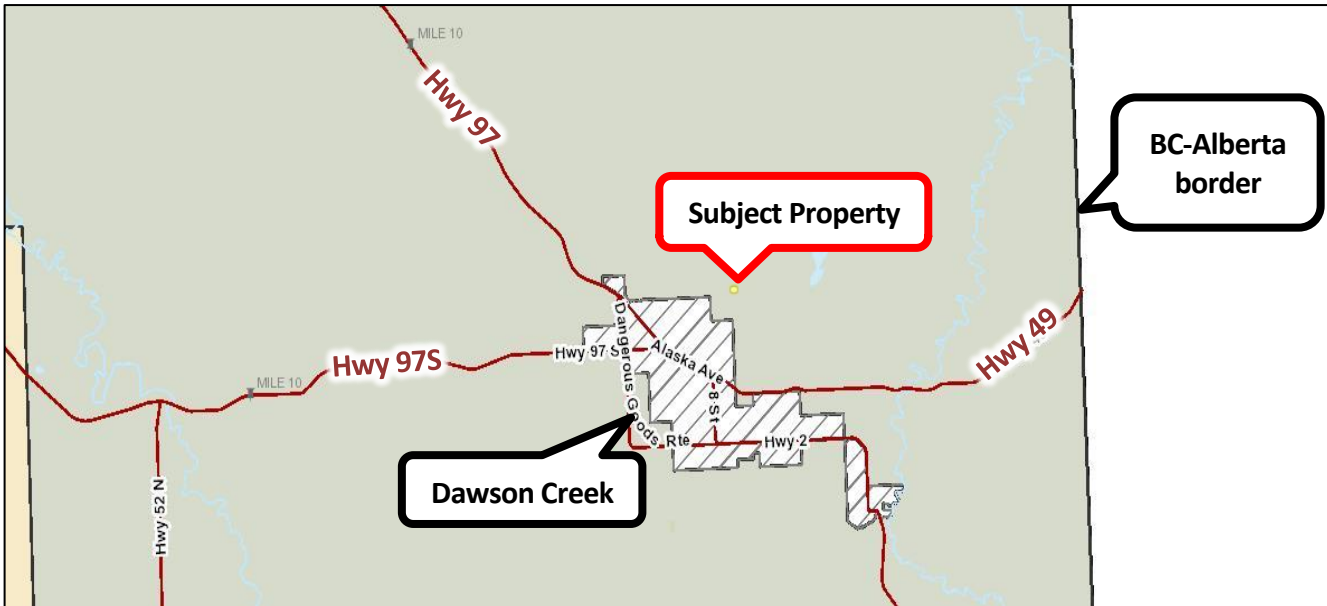 MILE 10
Hwy 97
BC-Alberta
border
Subject Property
Hwy 49
Dangerous Goods
Rte
Hwy 97 S
Alaska Ave
Hwy 97S
MILE 10
8 St
Hwy 2
Dawson Creek
Hwy 52 N